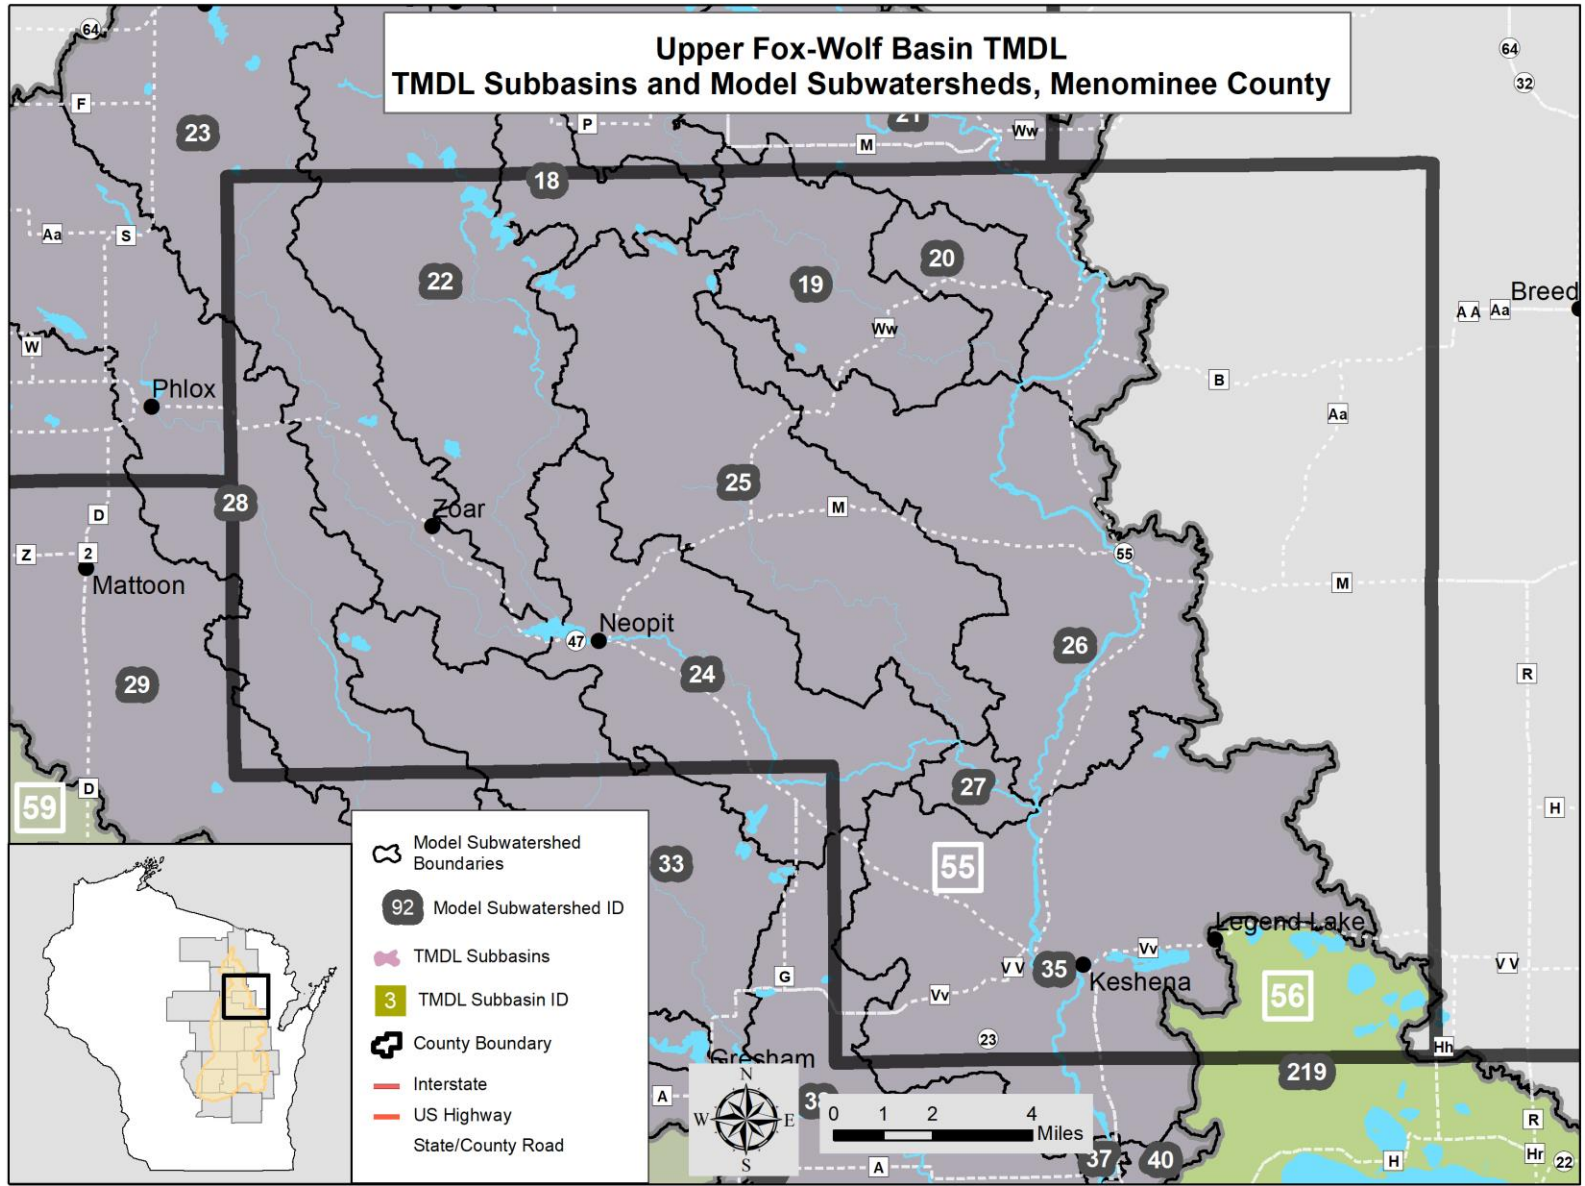 Upper Fox-Wolf Basin TMDL
TMDL Subbasins and Model Subwatersheds, Menominee County
64
64
32
F
23
P
21
Ww
M
18
Aa
S
20
22
19
Breed
A A
Aa
Ww
W
Phlox
B
Aa
25
28
Zoar
M
D
Z
2
55
Mattoon
M
Neopit
47
26
24
29
R
27
D
59
H
33
55
Legend Lake
Vv
V V
V V
35
Keshena
G
Vv
56
23
Hh
Gresham
219
A
R
37
40
A
H
Hr
22
Model Subwatershed
Boundaries
92 Model Subwatershed ID
TMDL Subbasins
3 TMDL Subbasin ID
County Boundary
Interstate
US Highway
State/County Road
N
W E
S
0 1 2 4
Miles